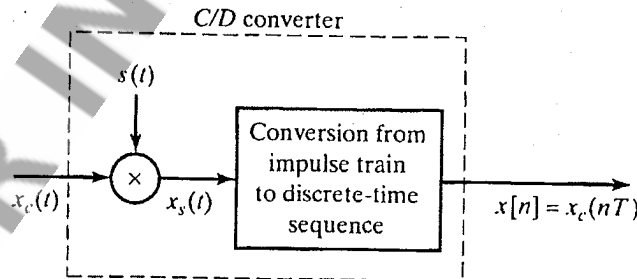 C/D converter
s(t)
×
x_c(t)
x_s(t)
Conversion from
impulse train
to discrete-time
sequence
x[n] = x_c(nT)